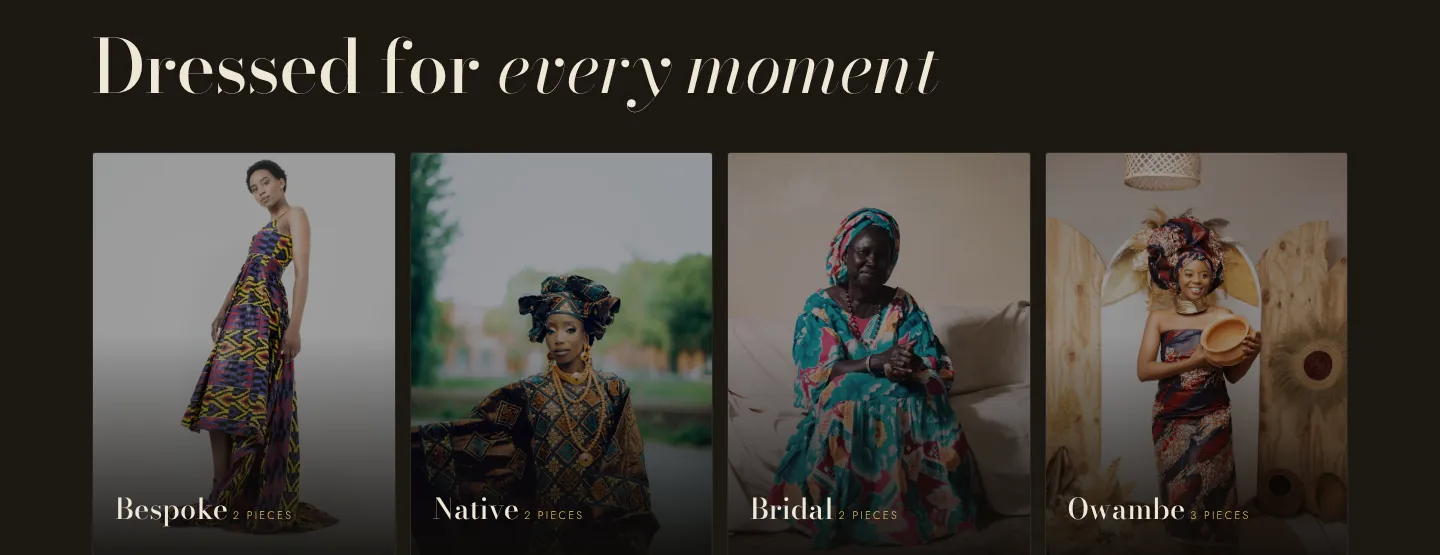 Dressed for every moment
Bespoke 2 PIECES
Native 2 PIECES
Bridal 2 PIECES
Owambe 3 PIECES